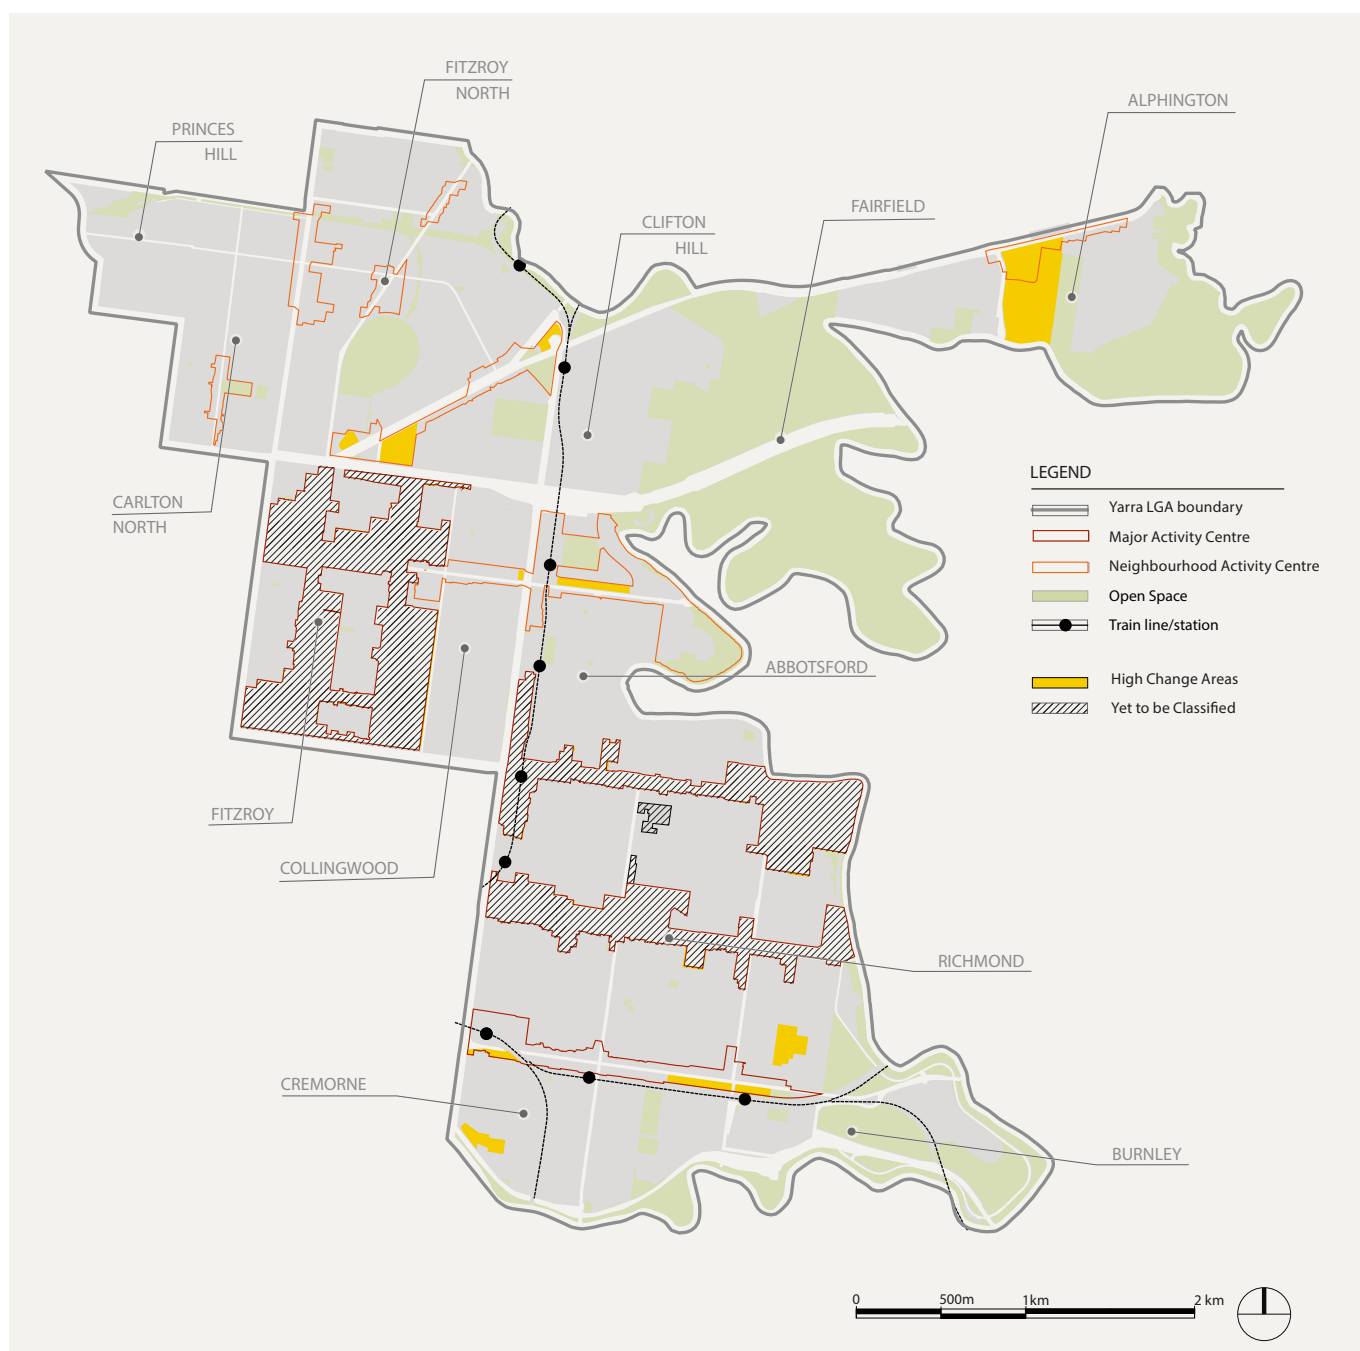 FITZROY
NORTH
PRINCES
HILL
ALPHINGTON
FAIRFIELD
CLIFTON
HILL
CARLTON
NORTH
LEGEND
Yarra LGA boundary
Major Activity Centre
Neighbourhood Activity Centre
Open Space
Train line/station
High Change Areas
Yet to be Classified
ABBOTSFORD
FITZROY
COLLINGWOOD
RICHMOND
CREMORNE
BURNLEY
0 500m 1km 2 km